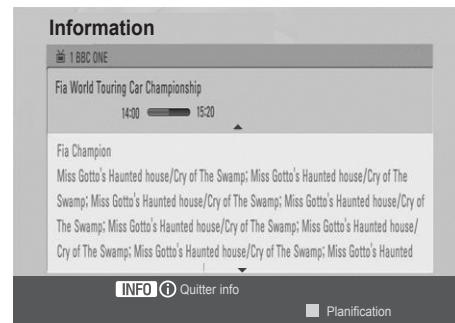 Information
1 BBC ONE
Fia World Touring Car Championship
14:00 15:20
Fia Champion
Miss Gotto's Haunted house/Cry of The Swamp; Miss Gotto's Haunted house/Cry of The
Swamp; Miss Gotto's Haunted house/Cry of The Swamp; Miss Gotto's Haunted house/Cry of
The Swamp; Miss Gotto's Haunted house/Cry of The Swamp; Miss Gotto's Haunted house/
Cry of The Swamp; Miss Gotto's Haunted house/Cry of The Swamp; Miss Gotto's Haunted
INFO i Quitter info
Planification